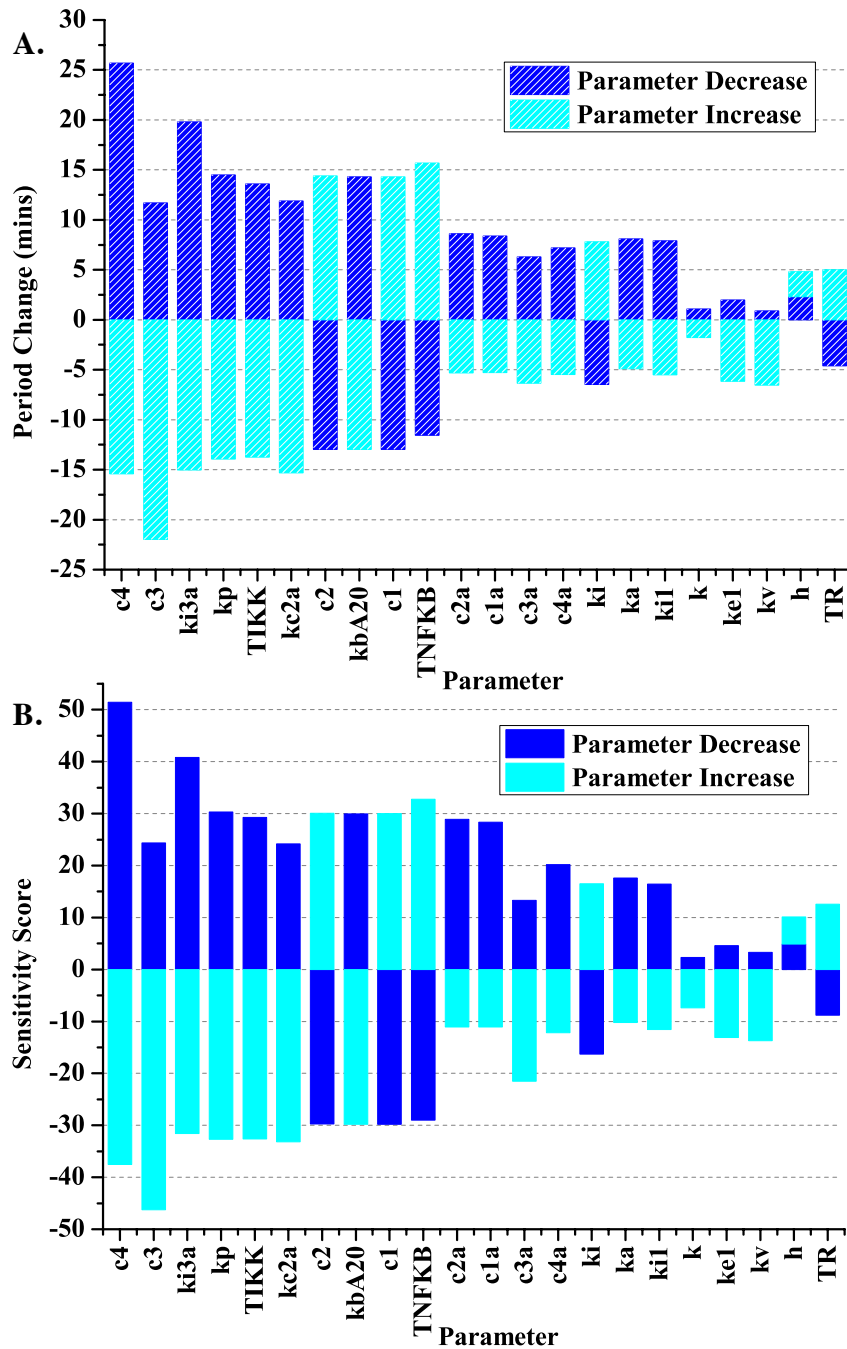 A.
Period Change (mins)
30
25
20
15
10
5
0
-5
-10
-15
-20
-25
Parameter Decrease
Parameter Increase
c4 c3 ki3a kp TIKK kc2a c2 kbA20 c1 TNFKB c2a c1a c3a c4a ki ka ki1 k ke1 kv h TR
Parameter
B.
Sensitivity Score
50
40
30
20
10
0
-10
-20
-30
-40
-50
Parameter Decrease
Parameter Increase
c4 c3 ki3a kp TIKK kc2a c2 kbA20 c1 TNFKB c2a c1a c3a c4a ki ka ki1 k ke1 kv h TR
Parameter